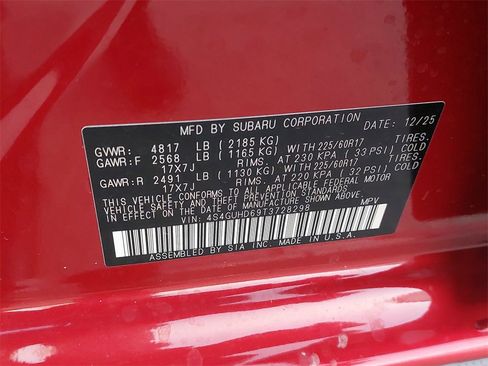 MFD BY SUBARU CORPORATION DATE: 12/25
GVWR: 4817 LB (2185 KG)
GAWR:F 2568 LB (1165 KG) WITH 225/60R17 TIRES.
17X7J RIMS. AT 230 KPA (33 PSI) COLD
GAWR:R 2491 LB (1130 KG) WITH 225/60R17 TIRES.
17X7J RIMS. AT 220 KPA (32 PSI) COLD
THIS VEHICLE CONFORMS TO ALL APPLICABLE FEDERAL MOTOR
VEHICLE SAFETY, BUMPER AND THEFT PREVENTION STANDARDS
IN EFFECT ON THE DATE OF MANUFACTURE SHOWN ABOVE.
VIN: 4S4GUHD69T3728298 MPV
ASSEMBLED BY SIA INC. MADE IN U.S.A.